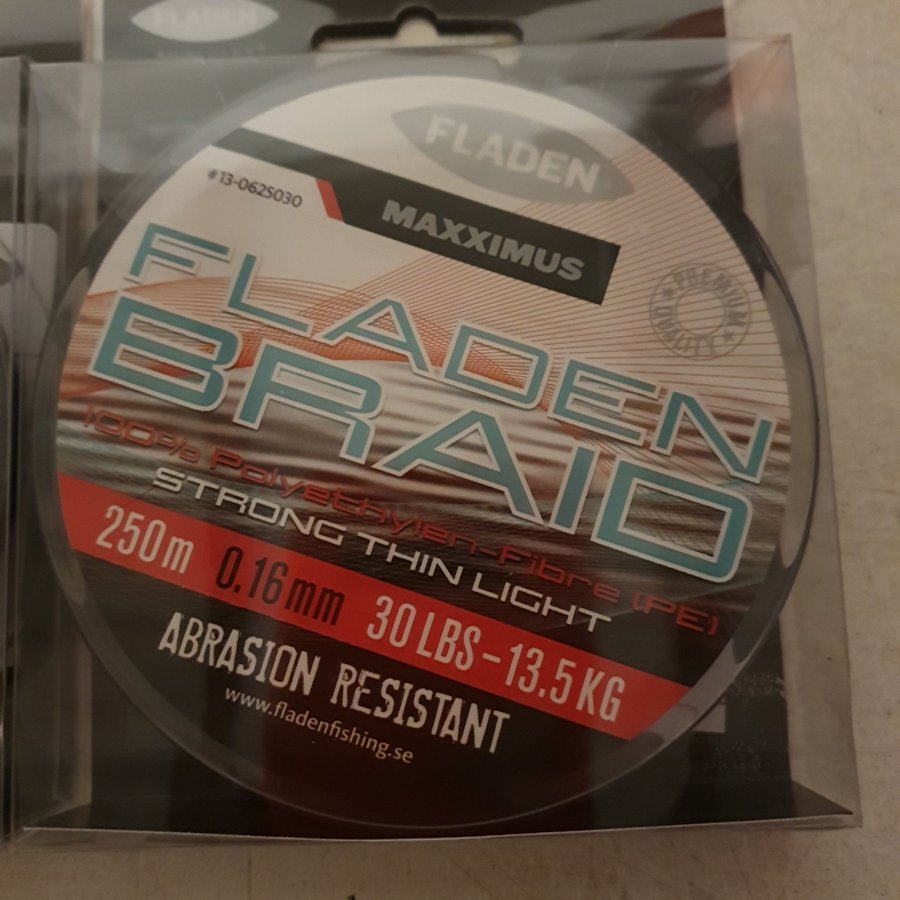 FLADEN
FLADEN
#13-0625030
MAXXIMUS
PREMIUM
QUALITY
FLADEN
BRAID
100% Polyethylen-Fibre (PE)
STRONG THIN LIGHT
250m 0.16mm 30 LBS-13.5 KG
ABRASION RESISTANT
www.fladenfishing.se